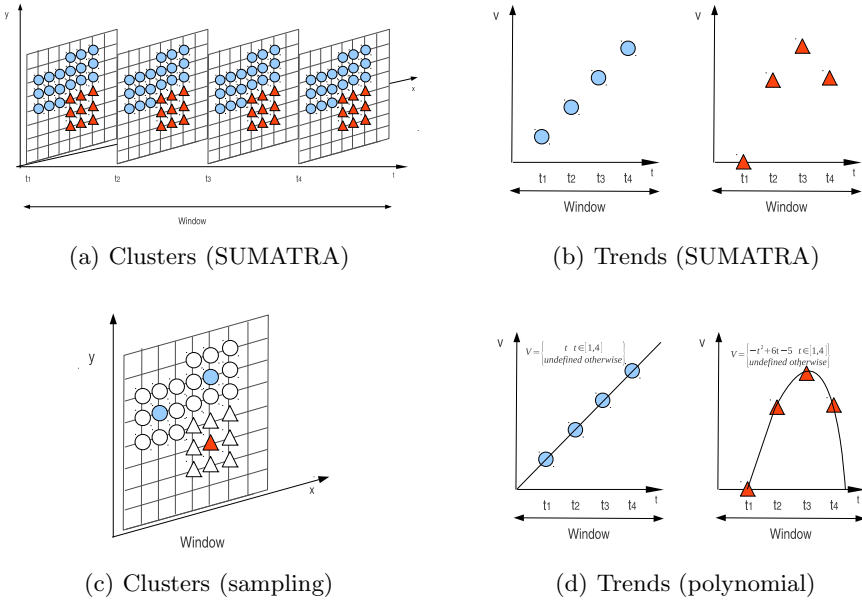 y
x
t1 t2 t3 t4 t
Window
(a) Clusters (SUMATRA)
V
t1 t2 t3 t4 t
Window
V
t1 t2 t3 t4 t
Window
(b) Trends (SUMATRA)
y
x
Window
(c) Clusters (sampling)
V
V={ t t∈[1,4]
undefined otherwise }
t1 t2 t3 t4 t
Window
V
V={ −t²+6t−5 t∈[1,4]
undefined otherwise }
t1 t2 t3 t4 t
Window
(d) Trends (polynomial)